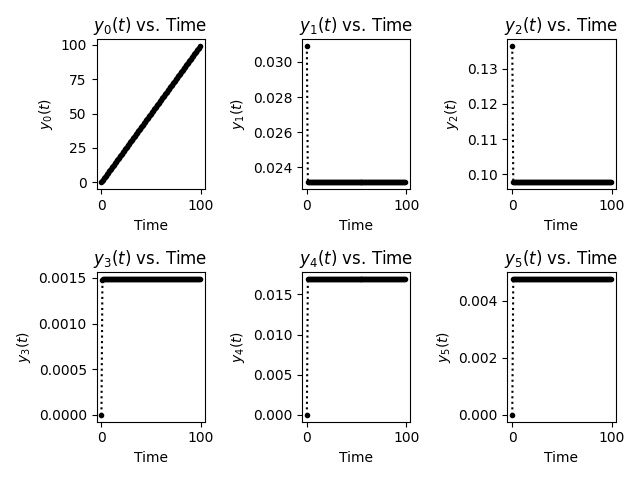 y₀(t) vs. Time
y₁(t) vs. Time
y₂(t) vs. Time
y₀(t)
100
75
50
25
0
0
100
Time
y₁(t)
0.030
0.028
0.026
0.024
0
100
Time
y₂(t)
0.13
0.12
0.11
0.10
0
100
Time
y₃(t) vs. Time
y₄(t) vs. Time
y₅(t) vs. Time
y₃(t)
0.0015
0.0010
0.0005
0.0000
0
100
Time
y₄(t)
0.015
0.010
0.005
0.000
0
100
Time
y₅(t)
0.004
0.002
0.000
0
100
Time